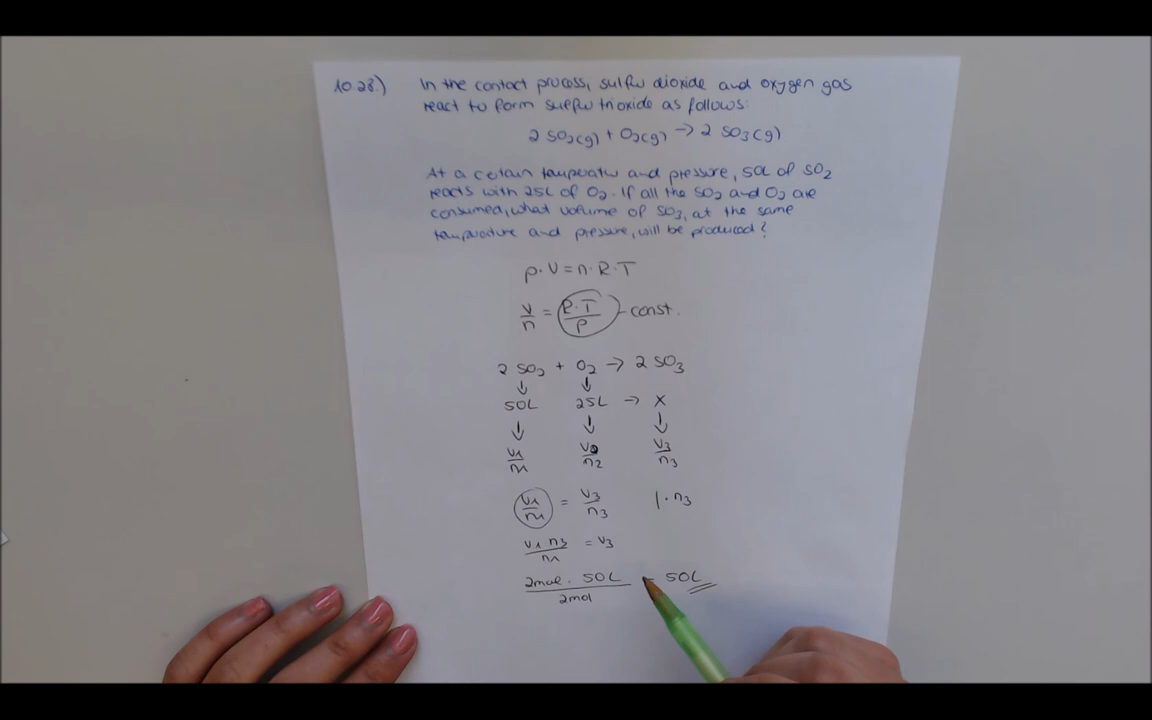 10.28.) In the contact process, sulfur dioxide and oxygen gas
react to form sulfur trioxide as follows:
2 SO2(g) + O2(g) → 2 SO3(g)
At a certain temperature and pressure, 50L of SO2
reacts with 25L of O2. If all the SO2 and O2 are
consumed, what volume of SO3, at the same
temperature and pressure, will be produced?
p · V = n · R · T
V/n = R·T/P - const.
2 SO2 + O2 → 2 SO3
↓ ↓
50L 25L → X
↓ ↓ ↓
V1/n1 V2/n2 V3/n3
V1/n1 = V3/n3 | · n3
V1 n3/n1 = V3
2mol · 50L/2mol = 50L